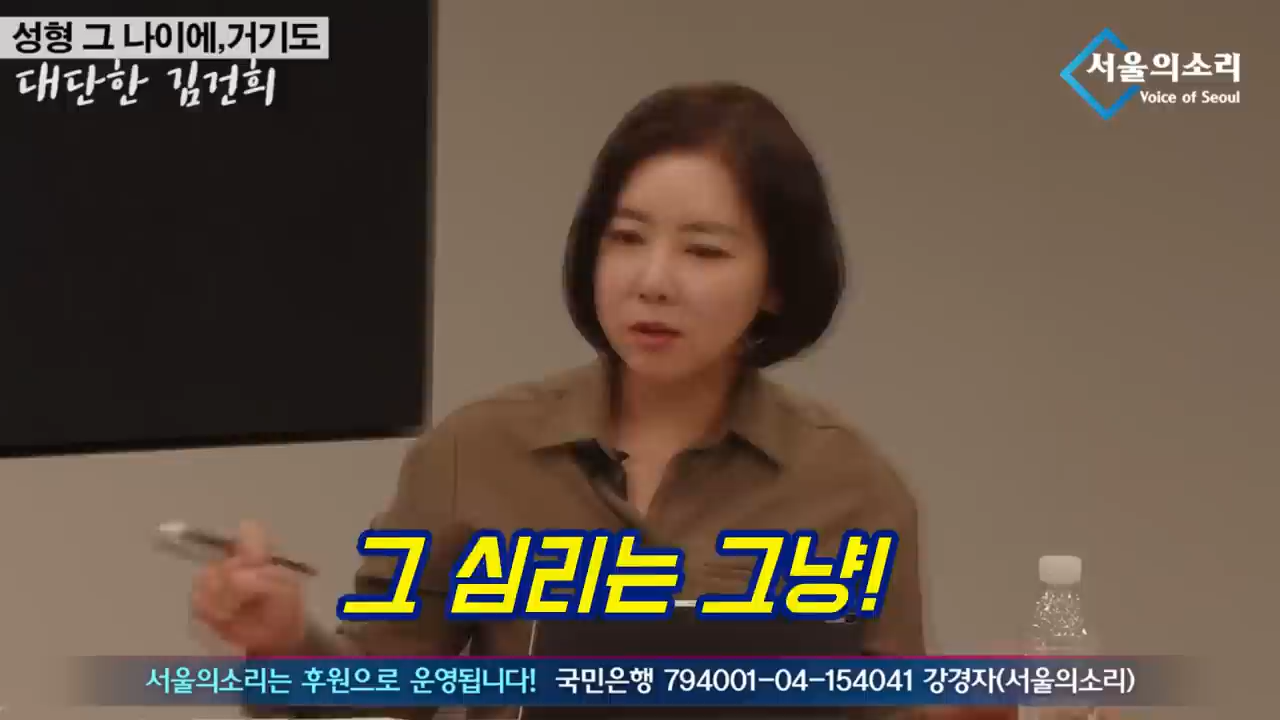 성형 그 나이에,거기도
대단한 김건희
서울의소리
Voice of Seoul
그 심리는 그냥!
서울의소리는 후원으로 운영됩니다! 국민은행 794001-04-154041 강경자(서울의소리)